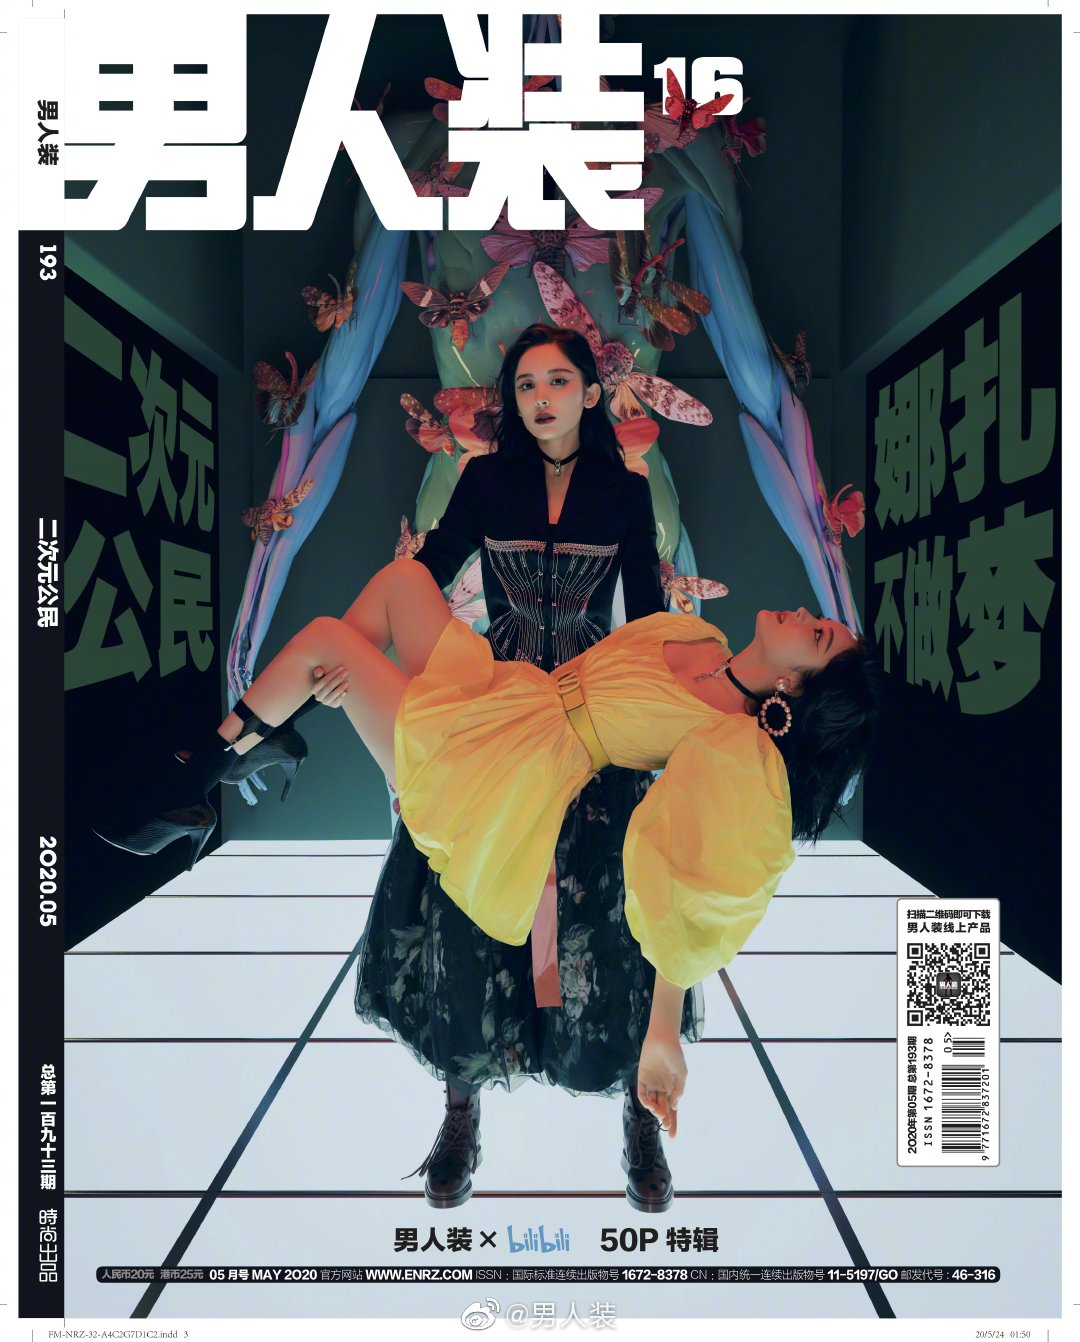 男人装
16
男人装
193
二次元公民
2020.05
总第一百九十三期
時尚出品
二次元
公民
娜扎
不做梦
扫描二维码即可下载
男人装线上产品
男人装
2020年第05期 总第193期
ISSN 1672-8378
05>
9 771672 837201
男人装 × bilibili 50P 特辑
人民币20元 港币25元 05 月号 MAY 2020 官方网站 WWW.ENRZ.COM ISSN：国际标准连续出版物号 1672-8378 CN：国内统一连续出版物号 11-5197/GO 邮发代号：46-316
@男人装
FM-NRZ-32-A4C2G7D1C2.indd 3
20/5/24 01:50